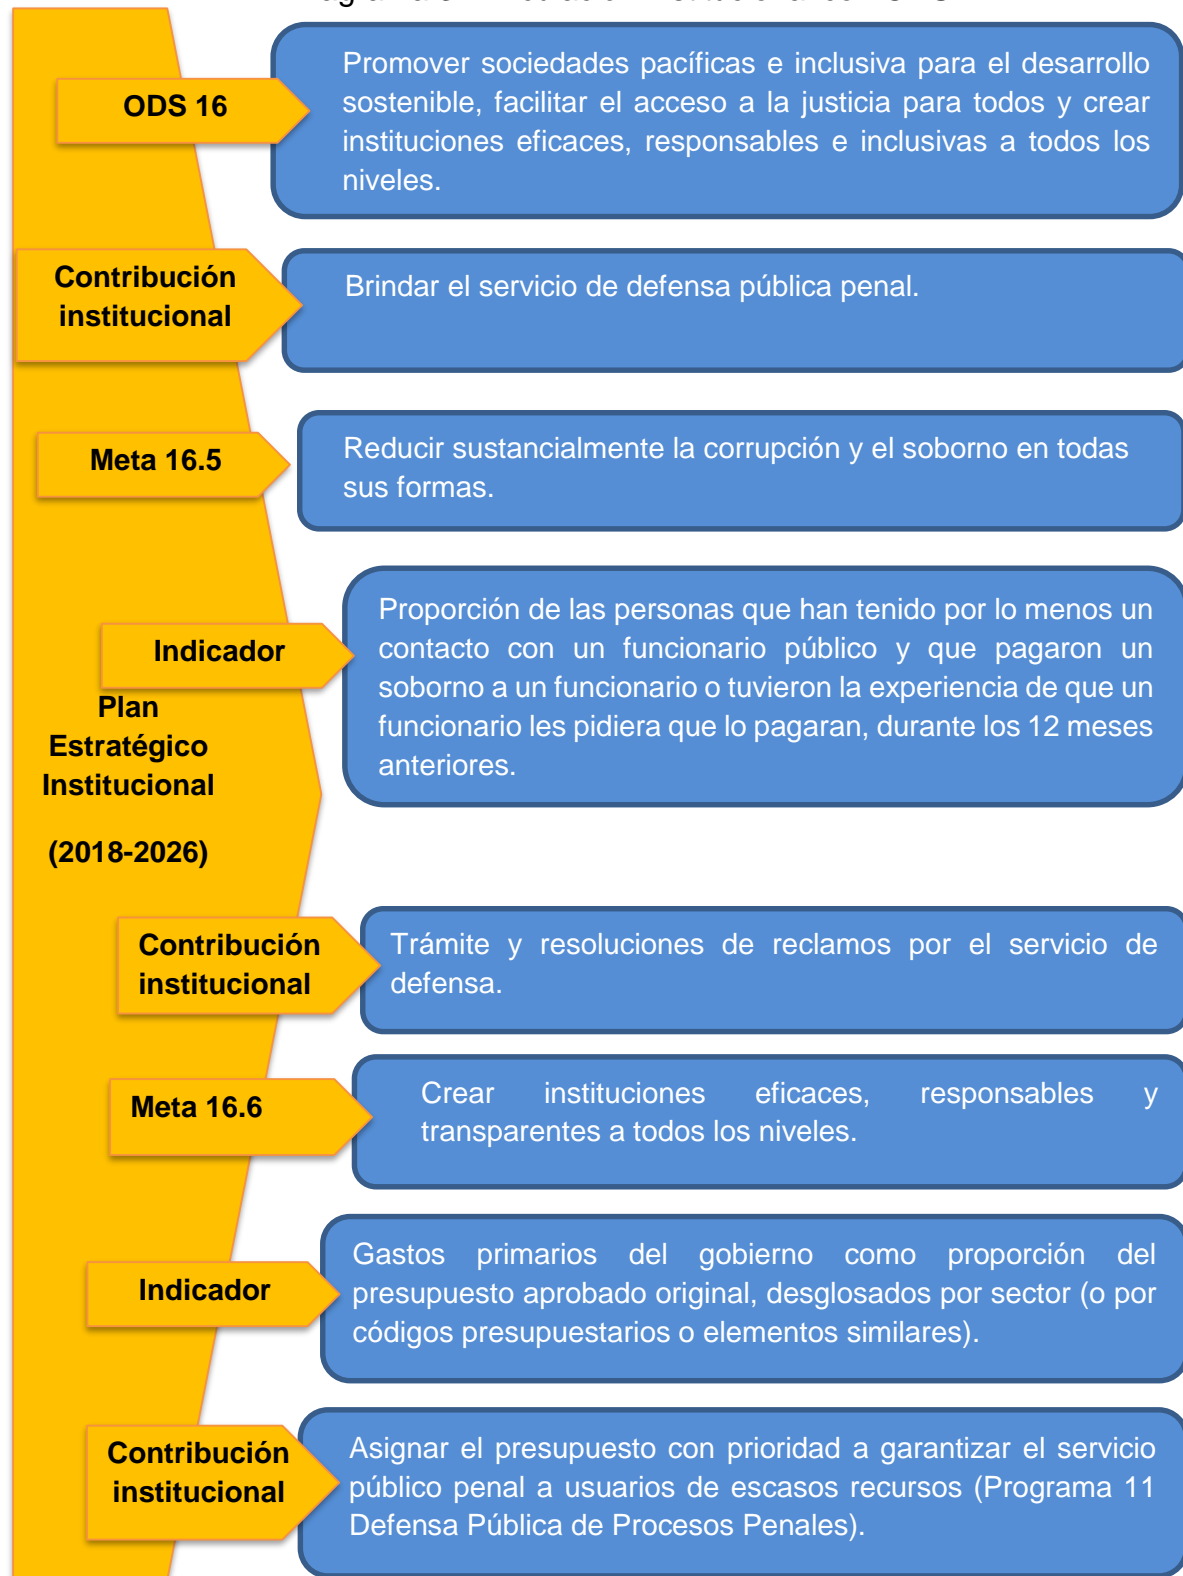 ODS 16
Promover sociedades pacíficas e inclusiva para el desarrollo
sostenible, facilitar el acceso a la justicia para todos y crear
instituciones eficaces, responsables e inclusivas a todos los
niveles.
Contribución
institucional
Brindar el servicio de defensa pública penal.
Meta 16.5
Reducir sustancialmente la corrupción y el soborno en todas
sus formas.
Indicador
Proporción de las personas que han tenido por lo menos un
contacto con un funcionario público y que pagaron un
soborno a un funcionario o tuvieron la experiencia de que un
funcionario les pidiera que lo pagaran, durante los 12 meses
anteriores.
Plan
Estratégico
Institucional
(2018-2026)
Contribución
institucional
Trámite y resoluciones de reclamos por el servicio de
defensa.
Meta 16.6
Crear instituciones eficaces, responsables y
transparentes a todos los niveles.
Indicador
Gastos primarios del gobierno como proporción del
presupuesto aprobado original, desglosados por sector (o por
códigos presupuestarios o elementos similares).
Contribución
institucional
Asignar el presupuesto con prioridad a garantizar el servicio
público penal a usuarios de escasos recursos (Programa 11
Defensa Pública de Procesos Penales).